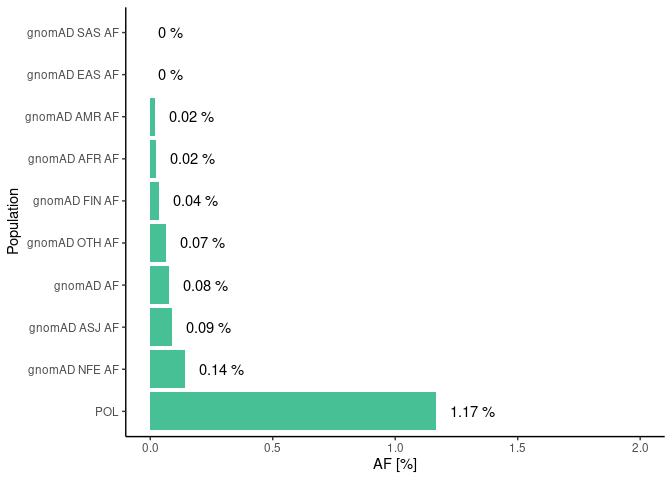 Population
gnomAD SAS AF 0 %
gnomAD EAS AF 0 %
gnomAD AMR AF 0.02 %
gnomAD AFR AF 0.02 %
gnomAD FIN AF 0.04 %
gnomAD OTH AF 0.07 %
gnomAD AF 0.08 %
gnomAD ASJ AF 0.09 %
gnomAD NFE AF 0.14 %
POL 1.17 %
0.0 0.5 1.0 1.5 2.0
AF [%]